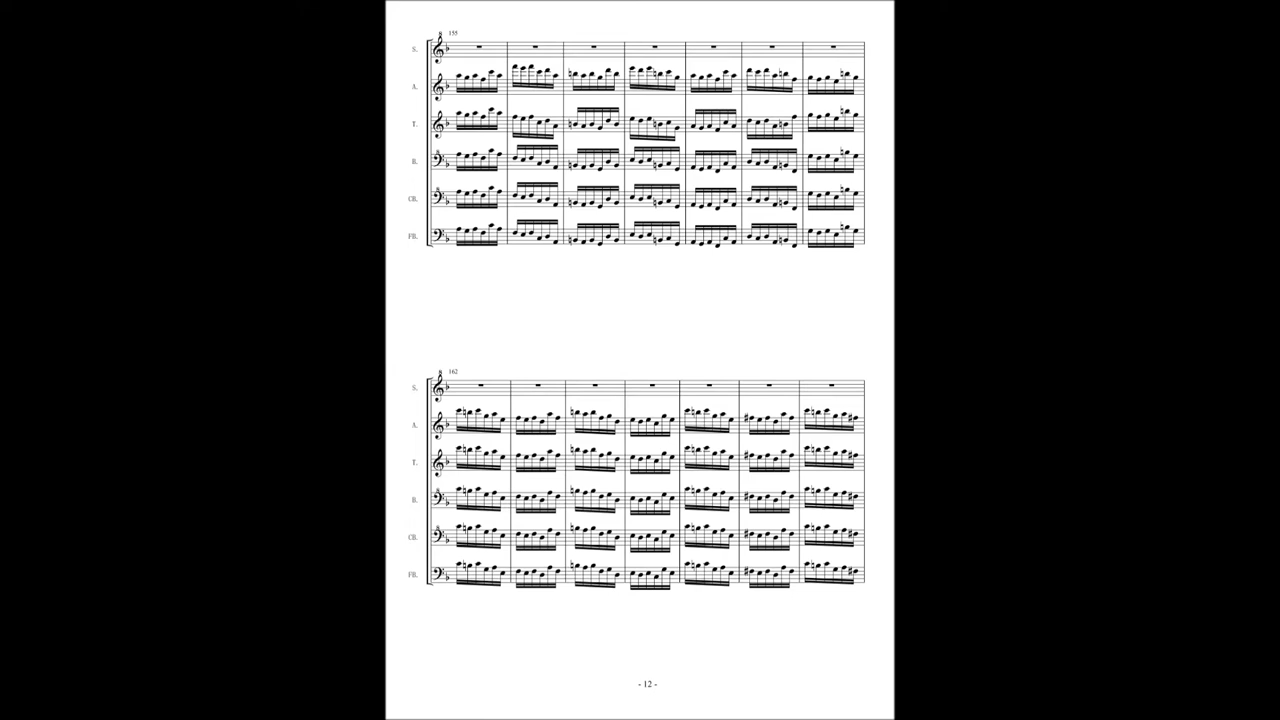 155
S.
A.
T.
B.
CB.
FB.
162
S.
A.
T.
B.
CB.
FB.
- 12 -